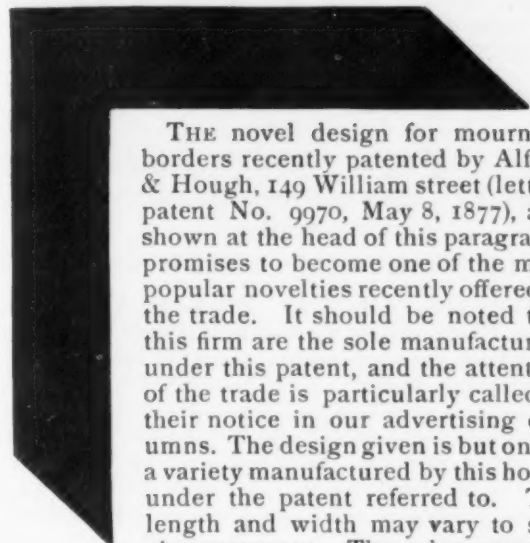 THE novel design for mourn
borders recently patented by Alf
& Hough, 149 William street (lett
patent No. 9970, May 8, 1877), a
shown at the head of this paragra
promises to become one of the m
popular novelties recently offered
the trade. It should be noted t
this firm are the sole manufactur
under this patent, and the attent
of the trade is particularly called
their notice in our advertising c
umns. The design given is but on
a variety manufactured by this ho
under the patent referred to.
length and width may vary to s